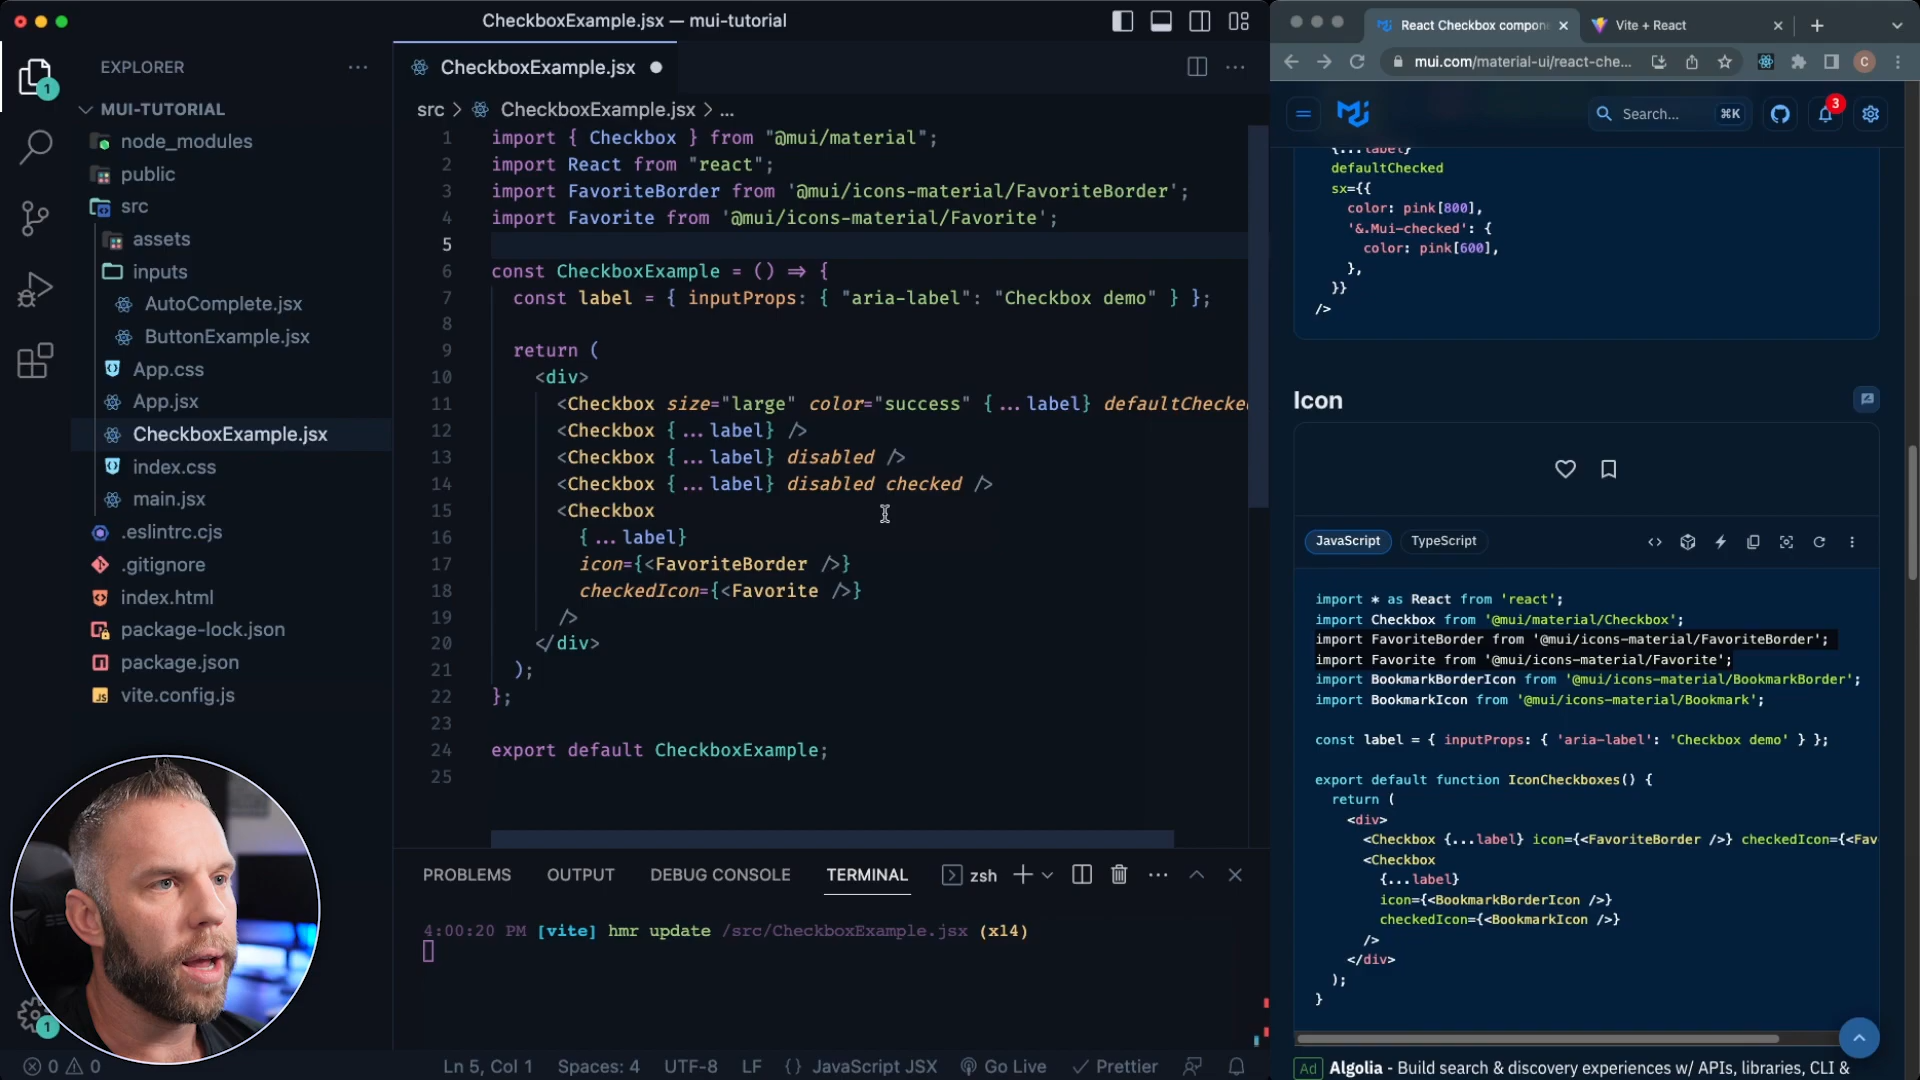 CheckboxExample.jsx — mui-tutorial
EXPLORER
1
MUI-TUTORIAL
node_modules
public
src
assets
inputs
AutoComplete.jsx
ButtonExample.jsx
App.css
App.jsx
CheckboxExample.jsx
index.css
main.jsx
.eslintrc.cjs
.gitignore
index.html
package-lock.json
package.json
vite.config.js
1
CheckboxExample.jsx
src > CheckboxExample.jsx > ...
1 import { Checkbox } from "@mui/material";
2 import React from "react";
3 import FavoriteBorder from '@mui/icons-material/FavoriteBorder';
4 import Favorite from '@mui/icons-material/Favorite';
5
6 const CheckboxExample = () => {
7 const label = { inputProps: { "aria-label": "Checkbox demo" } };
8
9 return (
10 <div>
11 <Checkbox size="large" color="success" {...label} defaultChecked
12 <Checkbox {...label} />
13 <Checkbox {...label} disabled />
14 <Checkbox {...label} disabled checked />
15 <Checkbox
16 {...label}
17 icon={<FavoriteBorder />}
18 checkedIcon={<Favorite />}
19 />
20 </div>
21 );
22 };
23
24 export default CheckboxExample;
25
PROBLEMS OUTPUT DEBUG CONSOLE TERMINAL zsh
4:00:20 PM [vite] hmr update /src/CheckboxExample.jsx (x14)
0 0 Ln 5, Col 1 Spaces: 4 UTF-8 LF {} JavaScript JSX Go Live Prettier
React Checkbox compon
Vite + React
mui.com/material-ui/react-che...
C
Search... ⌘K
3
{...label}
defaultChecked
sx={{
color: pink[800],
'&.Mui-checked': {
color: pink[600],
},
}}
/>
Icon
JavaScript TypeScript
import * as React from 'react';
import Checkbox from '@mui/material/Checkbox';
import FavoriteBorder from '@mui/icons-material/FavoriteBorder';
import Favorite from '@mui/icons-material/Favorite';
import BookmarkBorderIcon from '@mui/icons-material/BookmarkBorder';
import BookmarkIcon from '@mui/icons-material/Bookmark';
const label = { inputProps: { 'aria-label': 'Checkbox demo' } };
export default function IconCheckboxes() {
return (
<div>
<Checkbox {...label} icon={<FavoriteBorder />} checkedIcon={<Fav
<Checkbox
{...label}
icon={<BookmarkBorderIcon />}
checkedIcon={<BookmarkIcon />}
/>
</div>
);
}
Ad Algolia - Build search & discovery experiences w/ APIs, libraries, CLI &